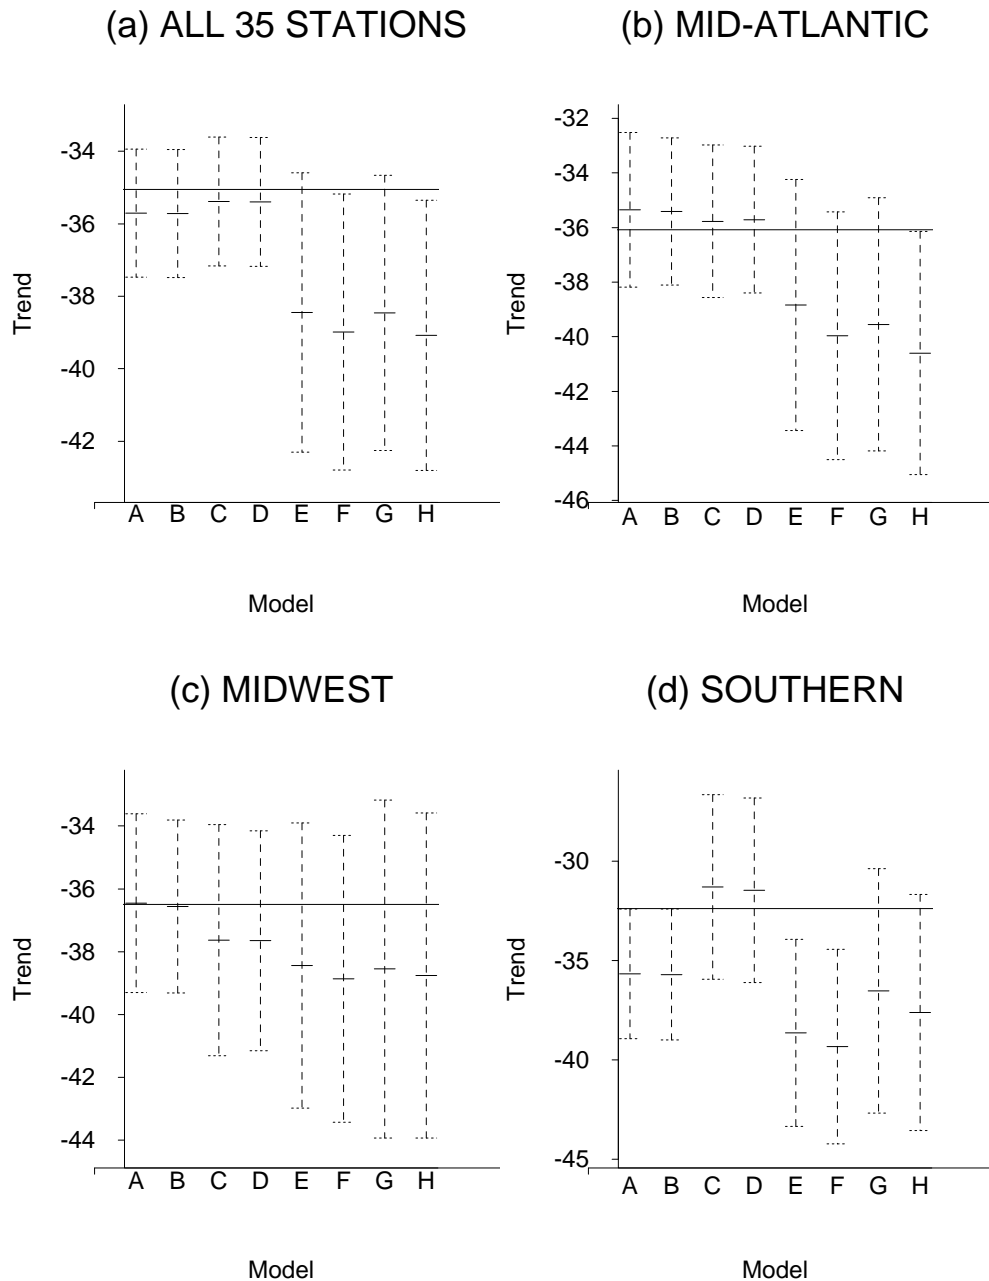 (a) ALL 35 STATIONS
Trend
-34
-36
-38
-40
-42
A B C D E F G H
Model
(b) MID-ATLANTIC
Trend
-32
-34
-36
-38
-40
-42
-44
-46
A B C D E F G H
Model
(c) MIDWEST
Trend
-34
-36
-38
-40
-42
-44
A B C D E F G H
Model
(d) SOUTHERN
Trend
-30
-35
-40
-45
A B C D E F G H
Model